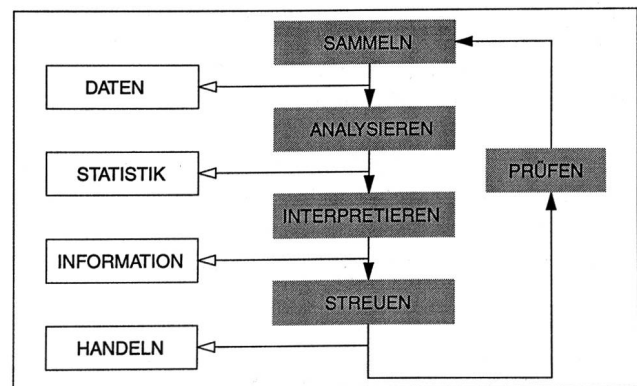 SAMMELN
DATEN
ANALYSIEREN
STATISTIK
PRÜFEN
INTERPRETIEREN
INFORMATION
STREUEN
HANDELN